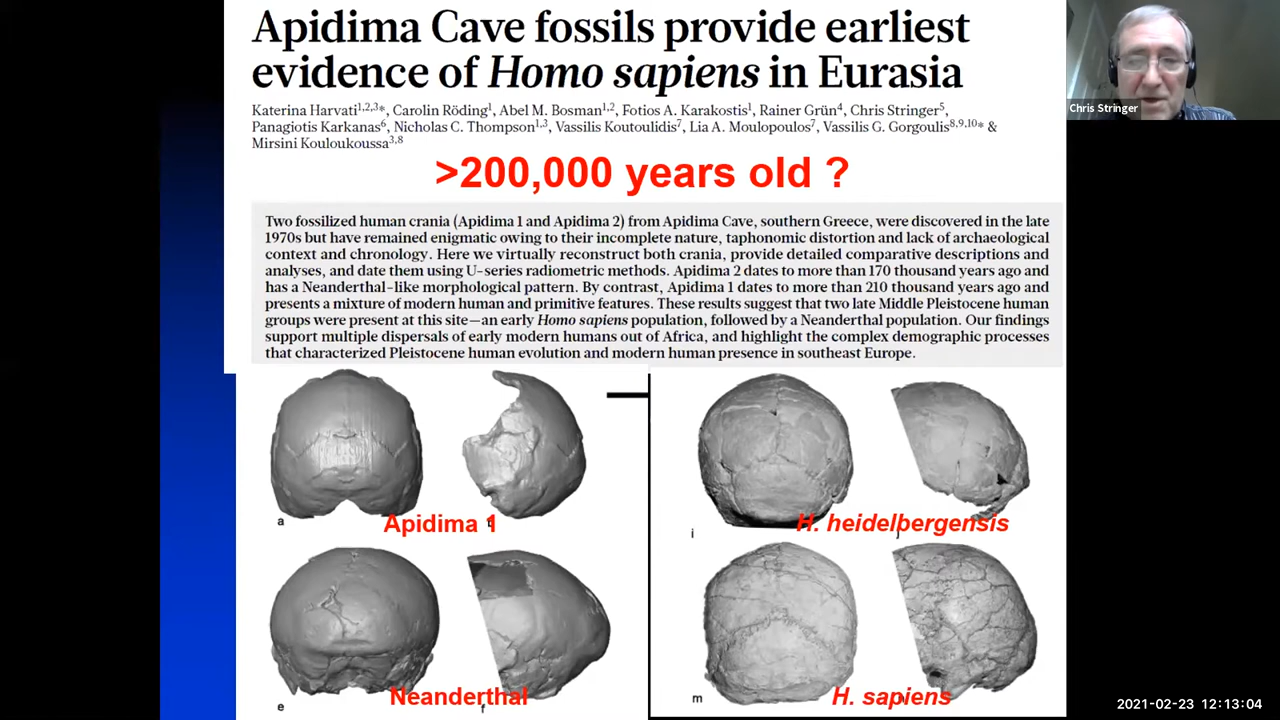 Apidima Cave fossils provide earliest
evidence of Homo sapiens in Eurasia
Katerina Harvati1,2,3*, Carolin Röding1, Abel M. Bosman1,2, Fotios A. Karakostis1, Rainer Grün4, Chris Stringer5,
Panagiotis Karkanas6, Nicholas C. Thompson1,3, Vassilis Koutoulidis7, Lia A. Moulopoulos7, Vassilis G. Gorgoulis8,9,10* &
Mirsini Kouloukoussa3,8
Chris Stringer
>200,000 years old ?
Two fossilized human crania (Apidima 1 and Apidima 2) from Apidima Cave, southern Greece, were discovered in the late
1970s but have remained enigmatic owing to their incomplete nature, taphonomic distortion and lack of archaeological
context and chronology. Here we virtually reconstruct both crania, provide detailed comparative descriptions and
analyses, and date them using U-series radiometric methods. Apidima 2 dates to more than 170 thousand years ago and
has a Neanderthal-like morphological pattern. By contrast, Apidima 1 dates to more than 210 thousand years ago and
presents a mixture of modern human and primitive features. These results suggest that two late Middle Pleistocene human
groups were present at this site—an early Homo sapiens population, followed by a Neanderthal population. Our findings
support multiple dispersals of early modern humans out of Africa, and highlight the complex demographic processes
that characterized Pleistocene human evolution and modern human presence in southeast Europe.
a
Apidima 1
i
H. heidelbergensis
j
e
Neanderthal
f
m
H. sapiens
2021-02-23 12:13:04